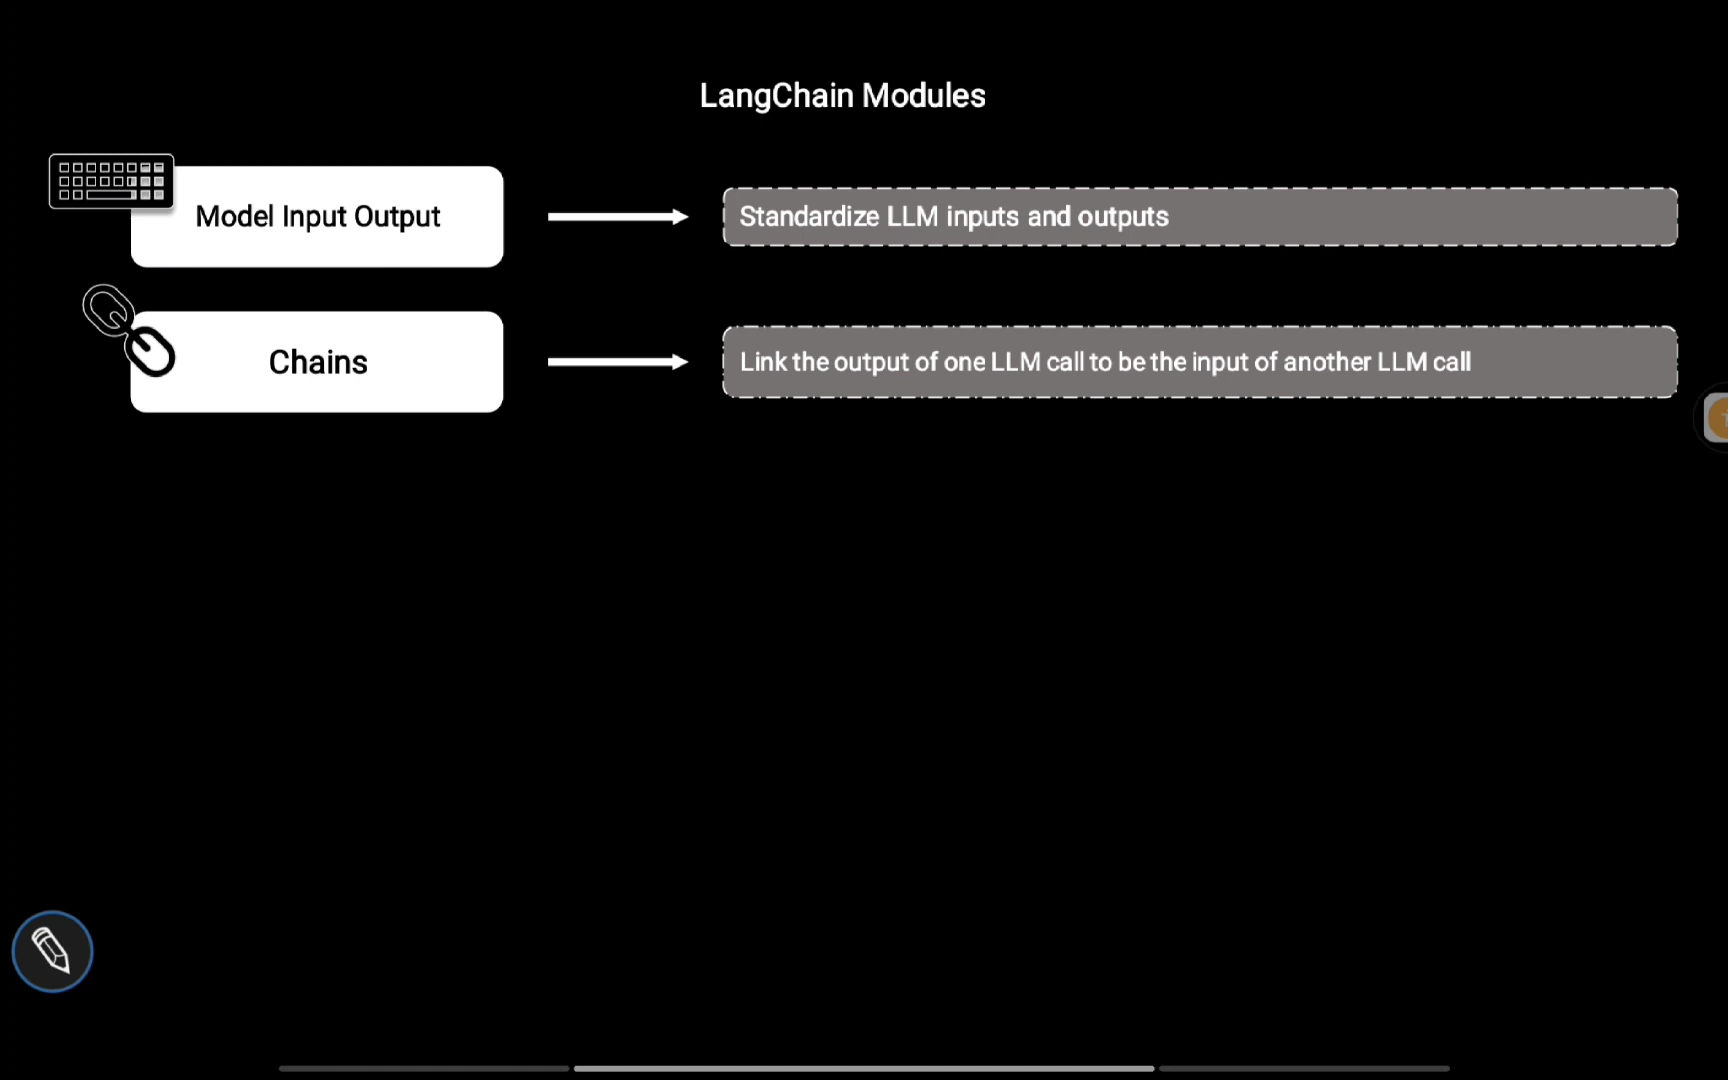 LangChain Modules
Model Input Output
Standardize LLM inputs and outputs
Chains
Link the output of one LLM call to be the input of another LLM call